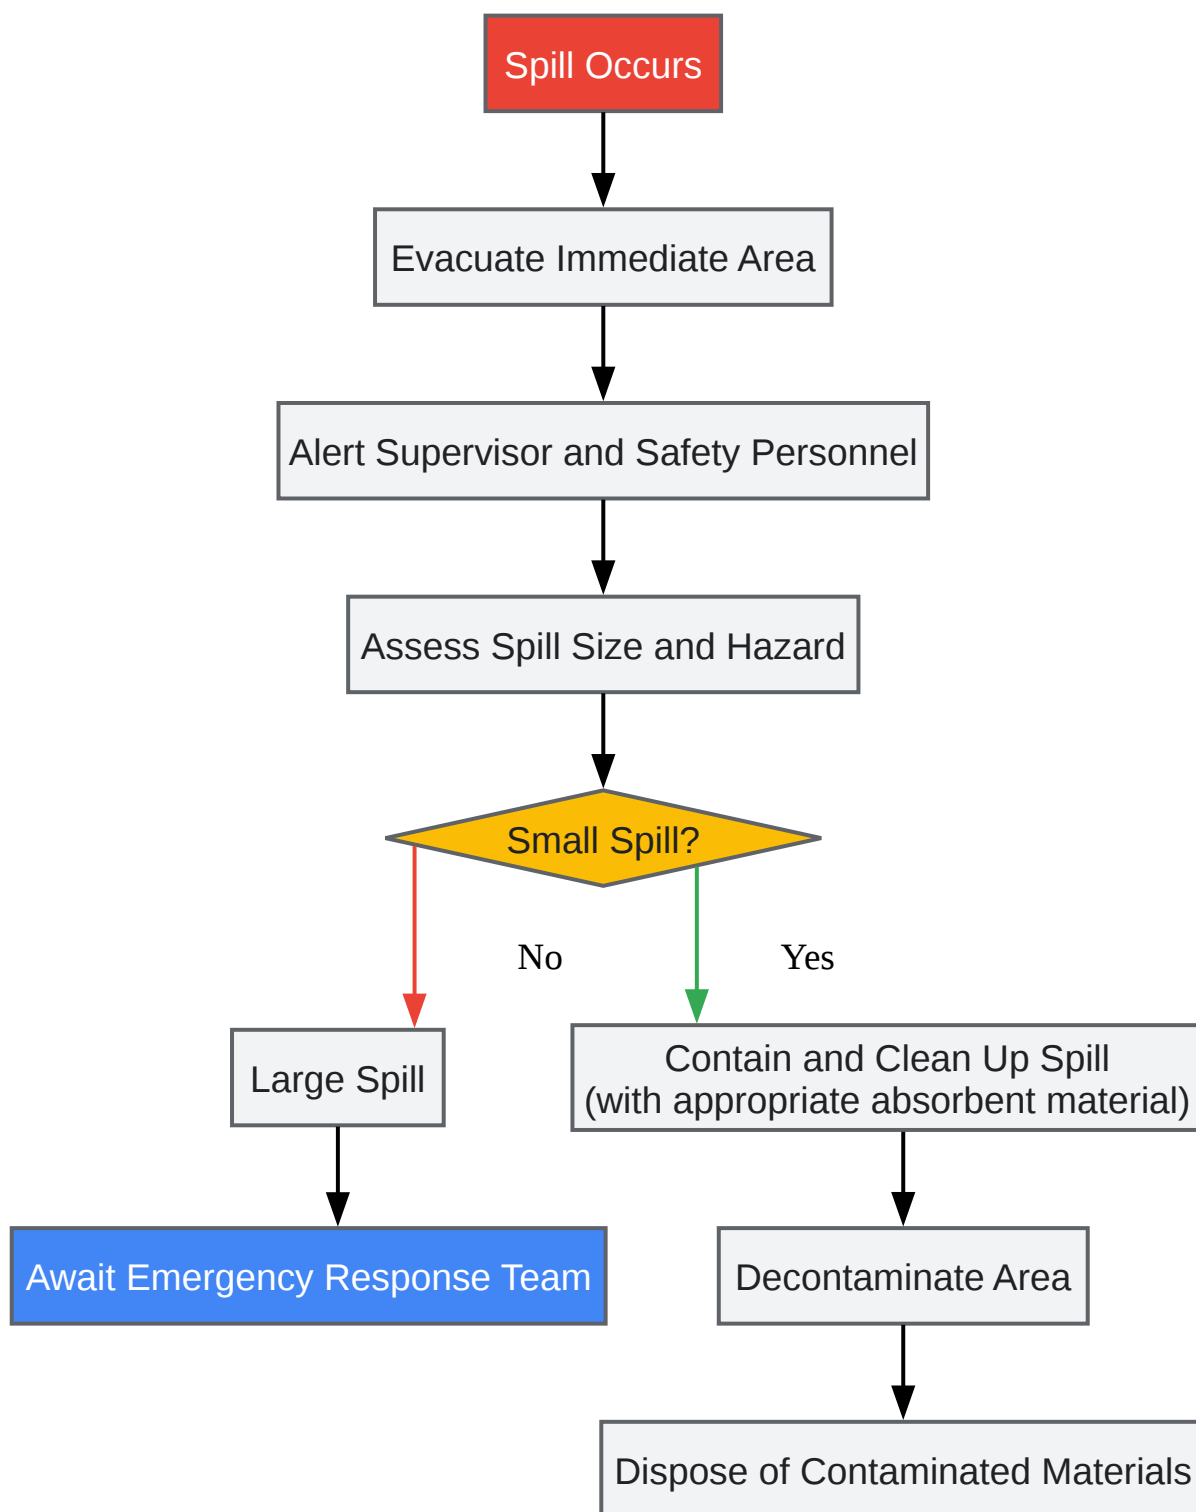 Spill Occurs
Evacuate Immediate Area
Alert Supervisor and Safety Personnel
Assess Spill Size and Hazard
Small Spill?
No
Yes
Large Spill
Contain and Clean Up Spill
(with appropriate absorbent material)
Await Emergency Response Team
Decontaminate Area
Dispose of Contaminated Materials